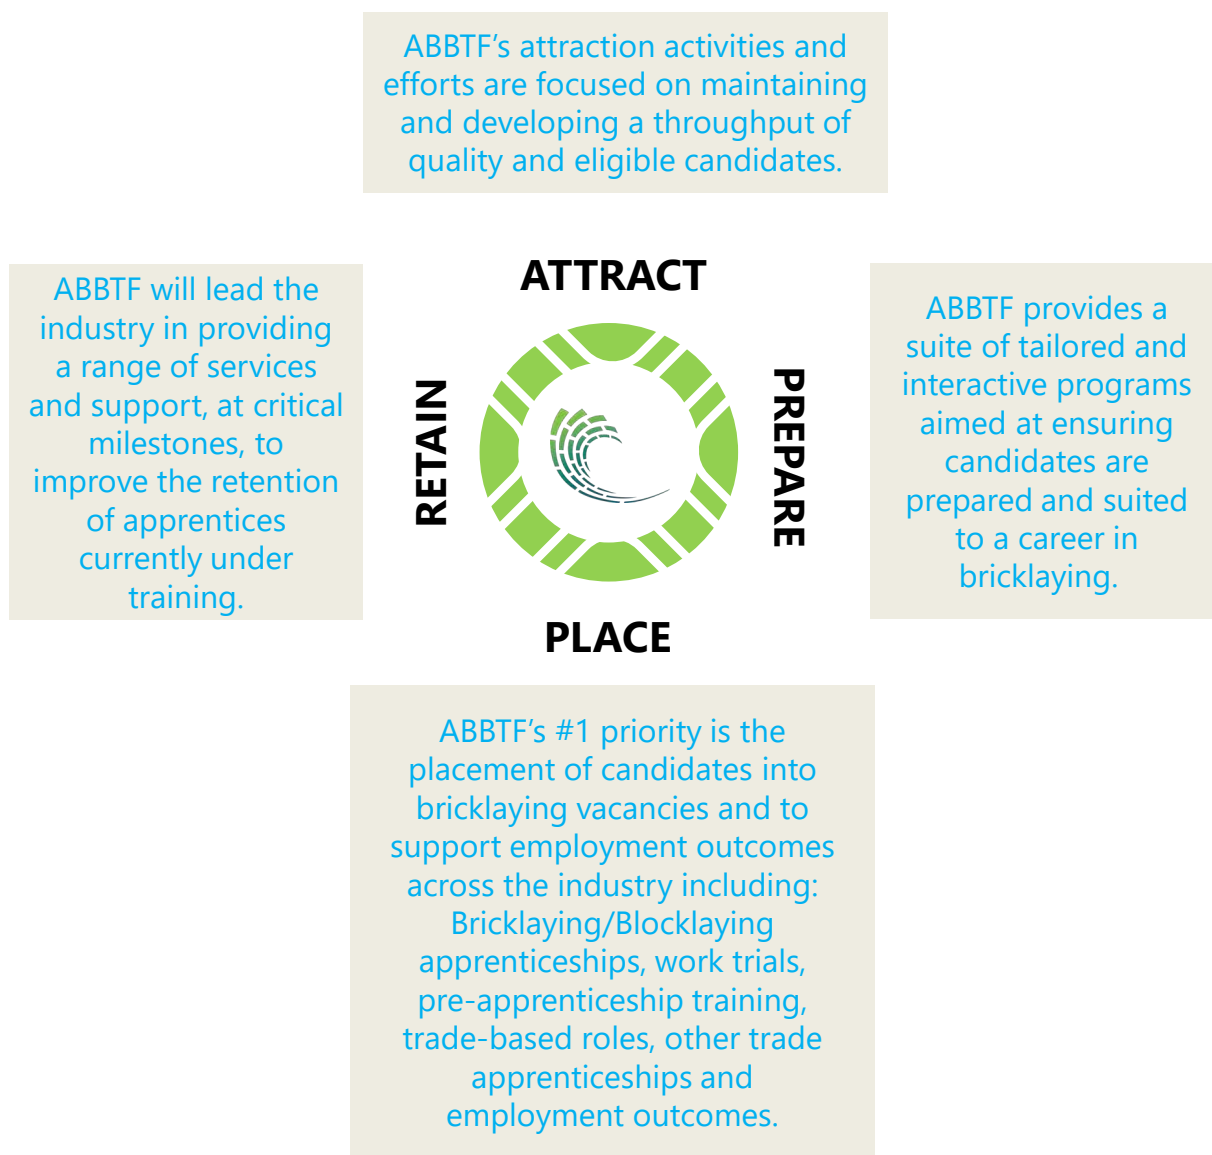 ABBTF’s attraction activities and
efforts are focused on maintaining
and developing a throughput of
quality and eligible candidates.
ATTRACT
ABBTF will lead the
industry in providing
a range of services
and support, at critical
milestones, to
improve the retention
of apprentices
currently under
training.
RETAIN
PREPARE
ABBTF provides a
suite of tailored and
interactive programs
aimed at ensuring
candidates are
prepared and suited
to a career in
bricklaying.
PLACE
ABBTF’s #1 priority is the
placement of candidates into
bricklaying vacancies and to
support employment outcomes
across the industry including:
Bricklaying/Blocklaying
apprenticeships, work trials,
pre-apprenticeship training,
trade-based roles, other trade
apprenticeships and
employment outcomes.